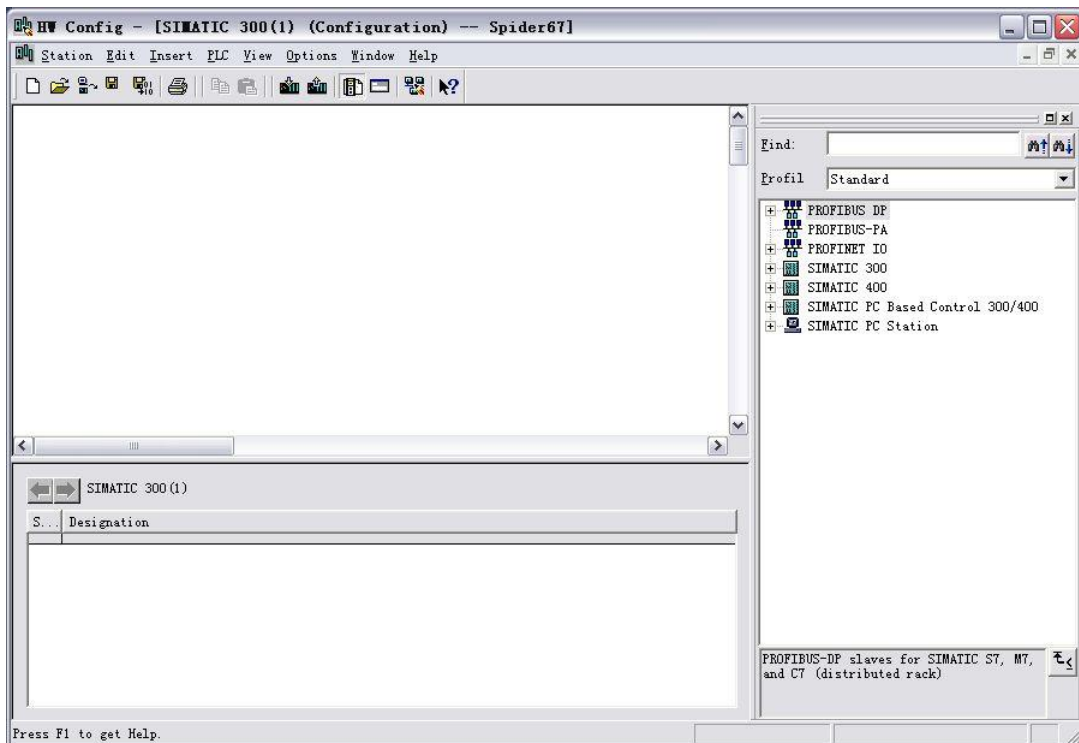 HW Config - [SIMATIC 300(1) (Configuration) -- Spider67]
Station Edit Insert PLC View Options Window Help
Find:
Profil Standard
PROFIBUS DP
PROFIBUS-PA
PROFINET IO
SIMATIC 300
SIMATIC 400
SIMATIC PC Based Control 300/400
SIMATIC PC Station
SIMATIC 300(1)
S... Designation
PROFIBUS-DP slaves for SIMATIC S7, M7,
and C7 (distributed rack)
Press F1 to get Help.